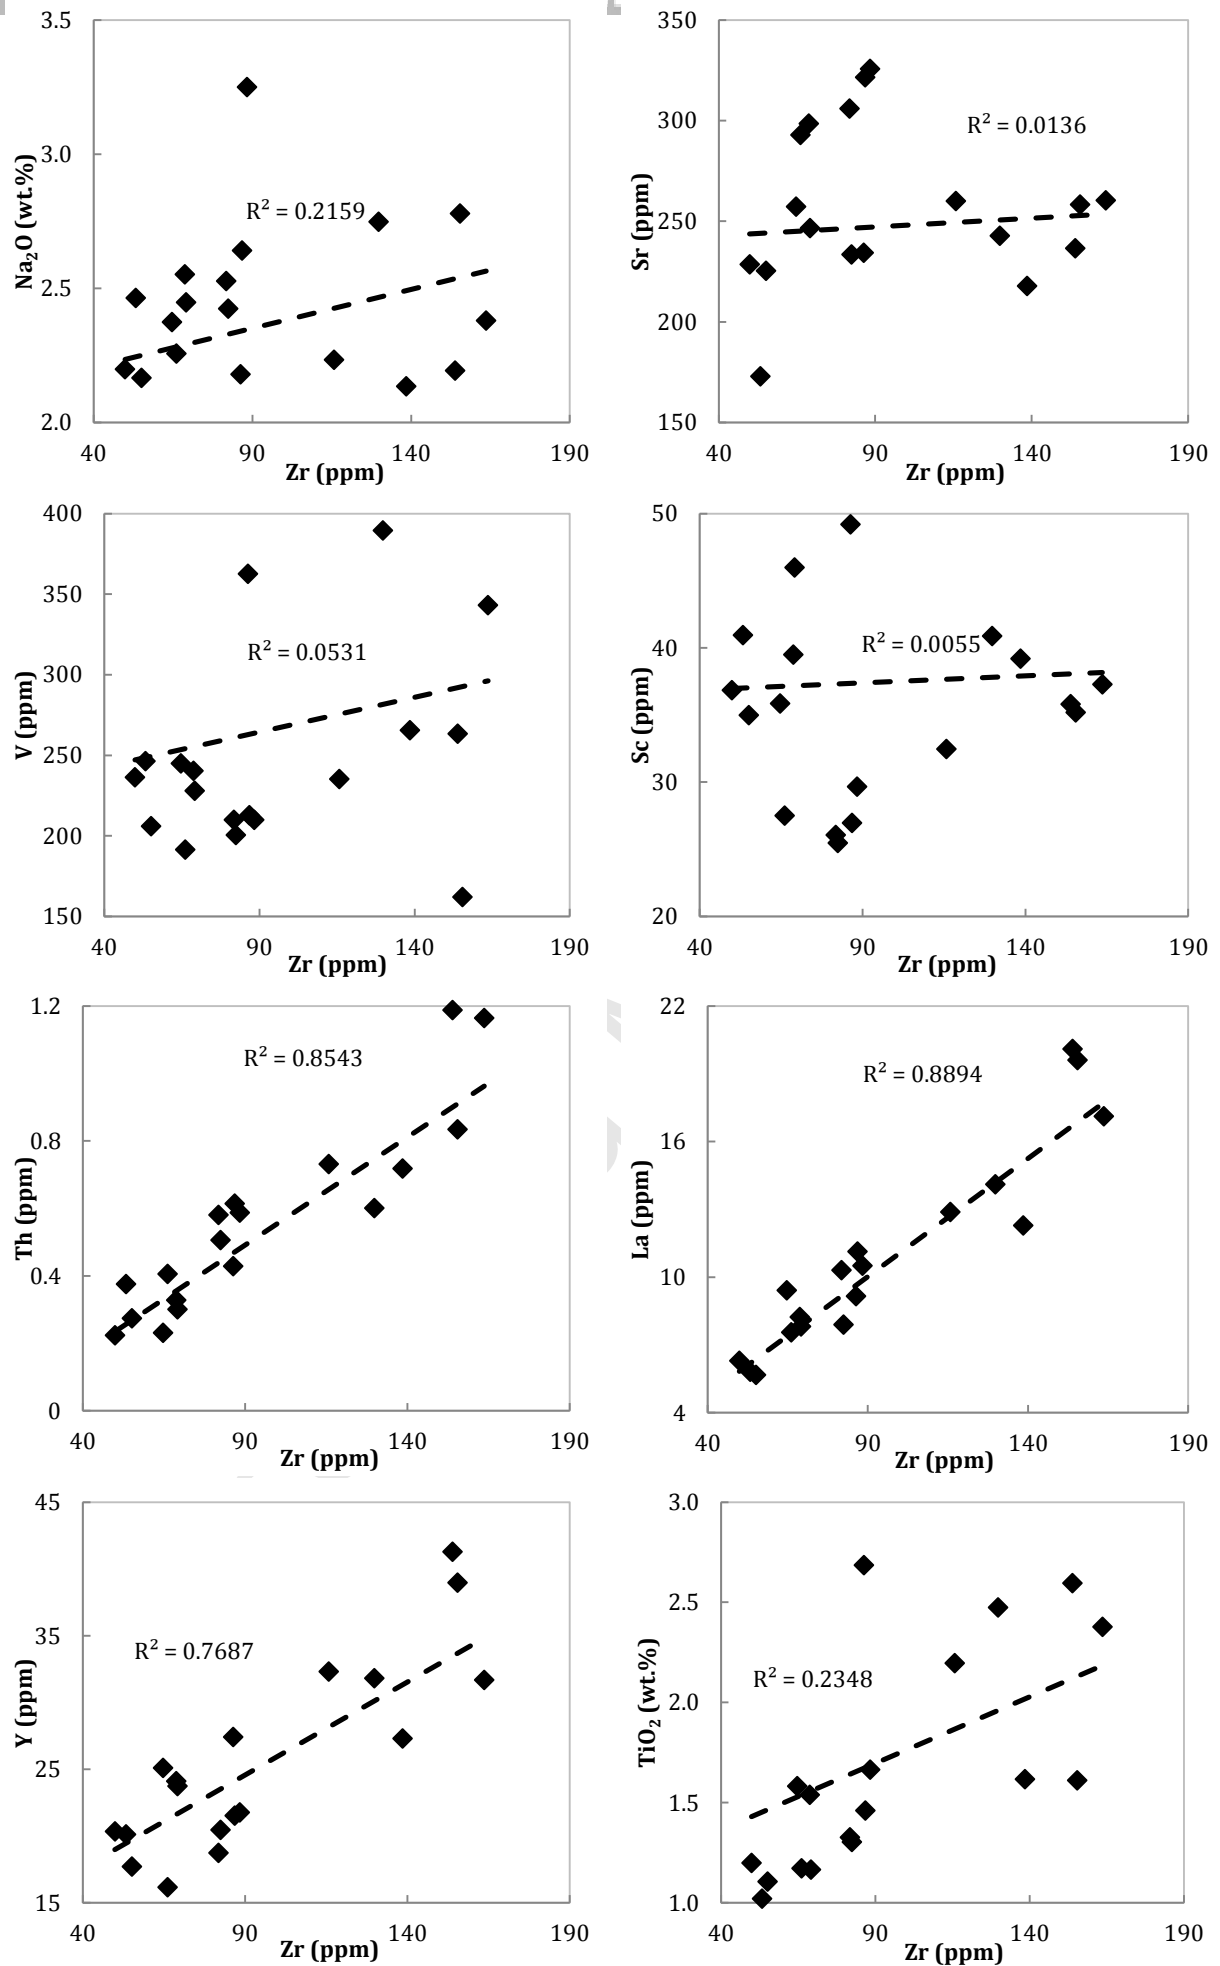 3.5
3.0
2.5
2.0
Na₂O (wt.%)
R² = 0.2159
40 90 140 190
Zr (ppm)
350
300
250
200
150
Sr (ppm)
R² = 0.0136
40 90 140 190
Zr (ppm)
400
350
300
250
200
150
V (ppm)
R² = 0.0531
40 90 140 190
Zr (ppm)
50
40
30
20
Sc (ppm)
R² = 0.0055
40 90 140 190
Zr (ppm)
1.2
0.8
0.4
0
Th (ppm)
R² = 0.8543
40 90 140 190
Zr (ppm)
22
16
10
4
La (ppm)
R² = 0.8894
40 90 140 190
Zr (ppm)
45
35
25
15
Y (ppm)
R² = 0.7687
40 90 140 190
Zr (ppm)
3.0
2.5
2.0
1.5
1.0
TiO₂ (wt.%)
R² = 0.2348
40 90 140 190
Zr (ppm)